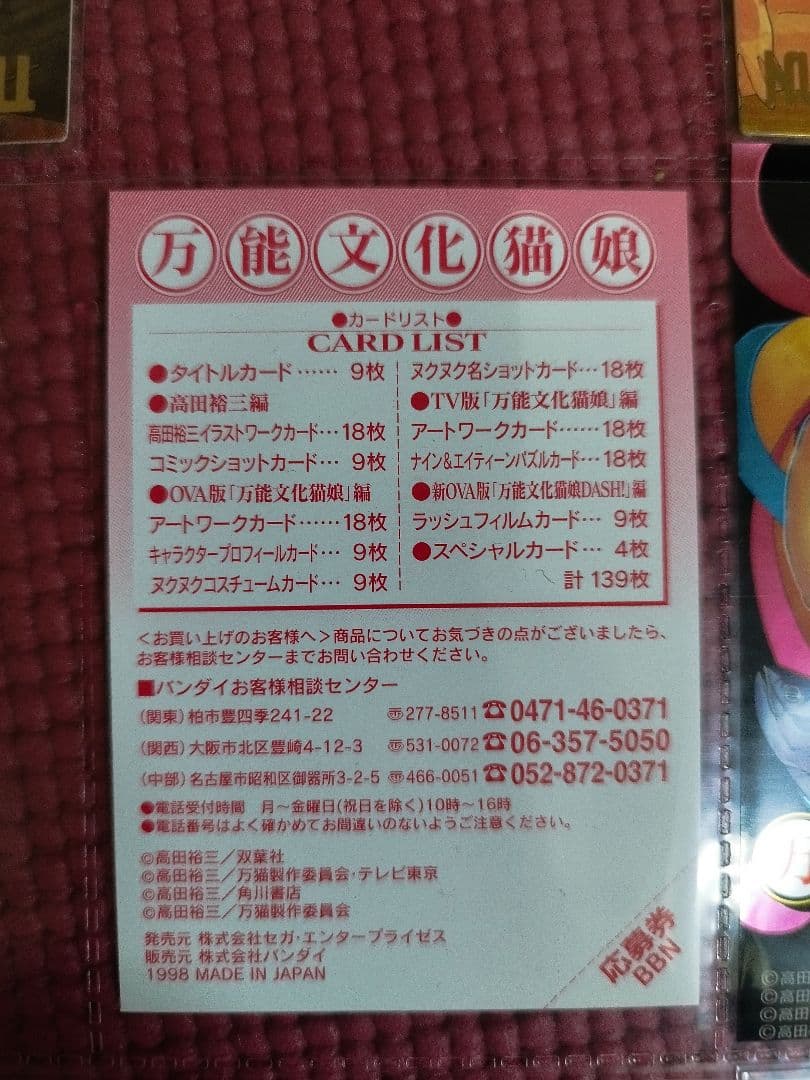 万能文化猫娘
●カードリスト●
CARD LIST
●タイトルカード…… 9枚
●高田裕三編
高田裕三イラストワークカード…18枚
コミックショットカード… 9枚
●OVA版「万能文化猫娘」編
アートワークカード……18枚
キャラクタープロフィールカード… 9枚
ヌクヌクコスチュームカード… 9枚
ヌクヌク名ショットカード…18枚
●TV版「万能文化猫娘」編
アートワークカード……18枚
ナイン&エイティーンパズルカード…18枚
●新OVA版「万能文化猫娘DASH!」編
ラッシュフィルムカード… 9枚
●スペシャルカード… 4枚
計 139枚
<お買い上げのお客様へ>商品についてお気づきの点がございましたら、
お客様相談センターまでお問い合わせください。
■バンダイお客様相談センター
(関東)柏市豊四季241-22 〠277-8511 ☎0471-46-0371
(関西)大阪市北区豊崎4-12-3 〠531-0072 ☎06-357-5050
(中部)名古屋市昭和区御器所3-2-5 〠466-0051 ☎052-872-0371
●電話受付時間 月〜金曜日(祝日を除く)10時〜16時
●電話番号はよく確かめてお間違いのないようご注意ください。
©高田裕三/双葉社
©高田裕三/万猫製作委員会・テレビ東京
©高田裕三/角川書店
©高田裕三/万猫製作委員会
発売元 株式会社セガ・エンタープライゼス
販売元 株式会社バンダイ
1998 MADE IN JAPAN
応募券
BBN
©高田
©高田
©高田
©高田